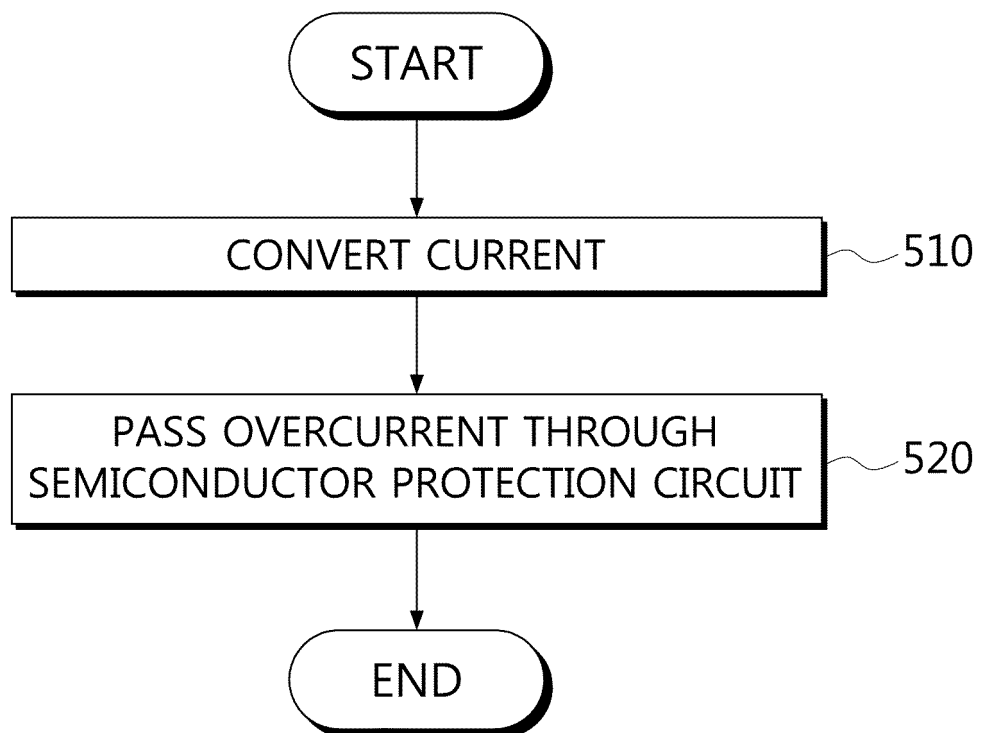 START
CONVERT CURRENT
510
PASS OVERCURRENT THROUGH
SEMICONDUCTOR PROTECTION CIRCUIT
520
END